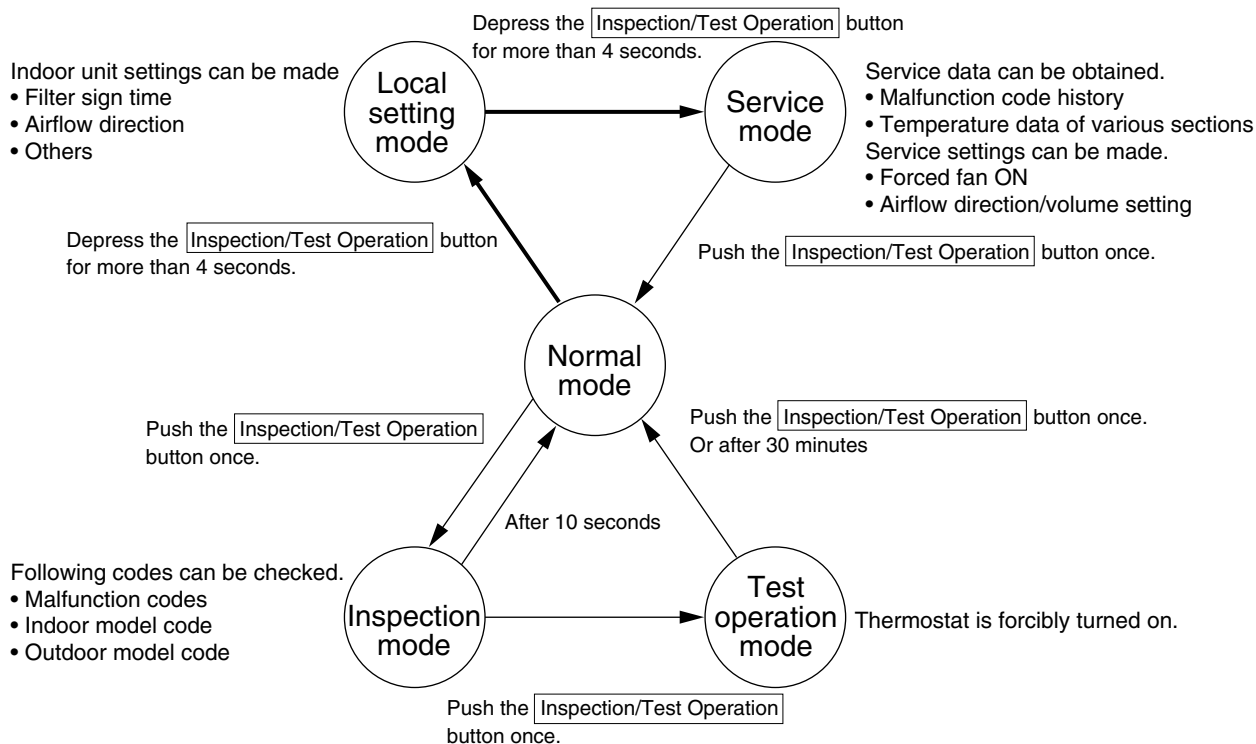 Depress the Inspection/Test Operation button
for more than 4 seconds.
Indoor unit settings can be made
• Filter sign time
• Airflow direction
• Others
Local
setting
mode
Service
mode
Service data can be obtained.
• Malfunction code history
• Temperature data of various sections
Service settings can be made.
• Forced fan ON
• Airflow direction/volume setting
Depress the Inspection/Test Operation button
for more than 4 seconds.
Push the Inspection/Test Operation button once.
Normal
mode
Push the Inspection/Test Operation
button once.
Push the Inspection/Test Operation button once.
Or after 30 minutes
After 10 seconds
Following codes can be checked.
• Malfunction codes
• Indoor model code
• Outdoor model code
Inspection
mode
Test
operation
mode
Thermostat is forcibly turned on.
Push the Inspection/Test Operation
button once.